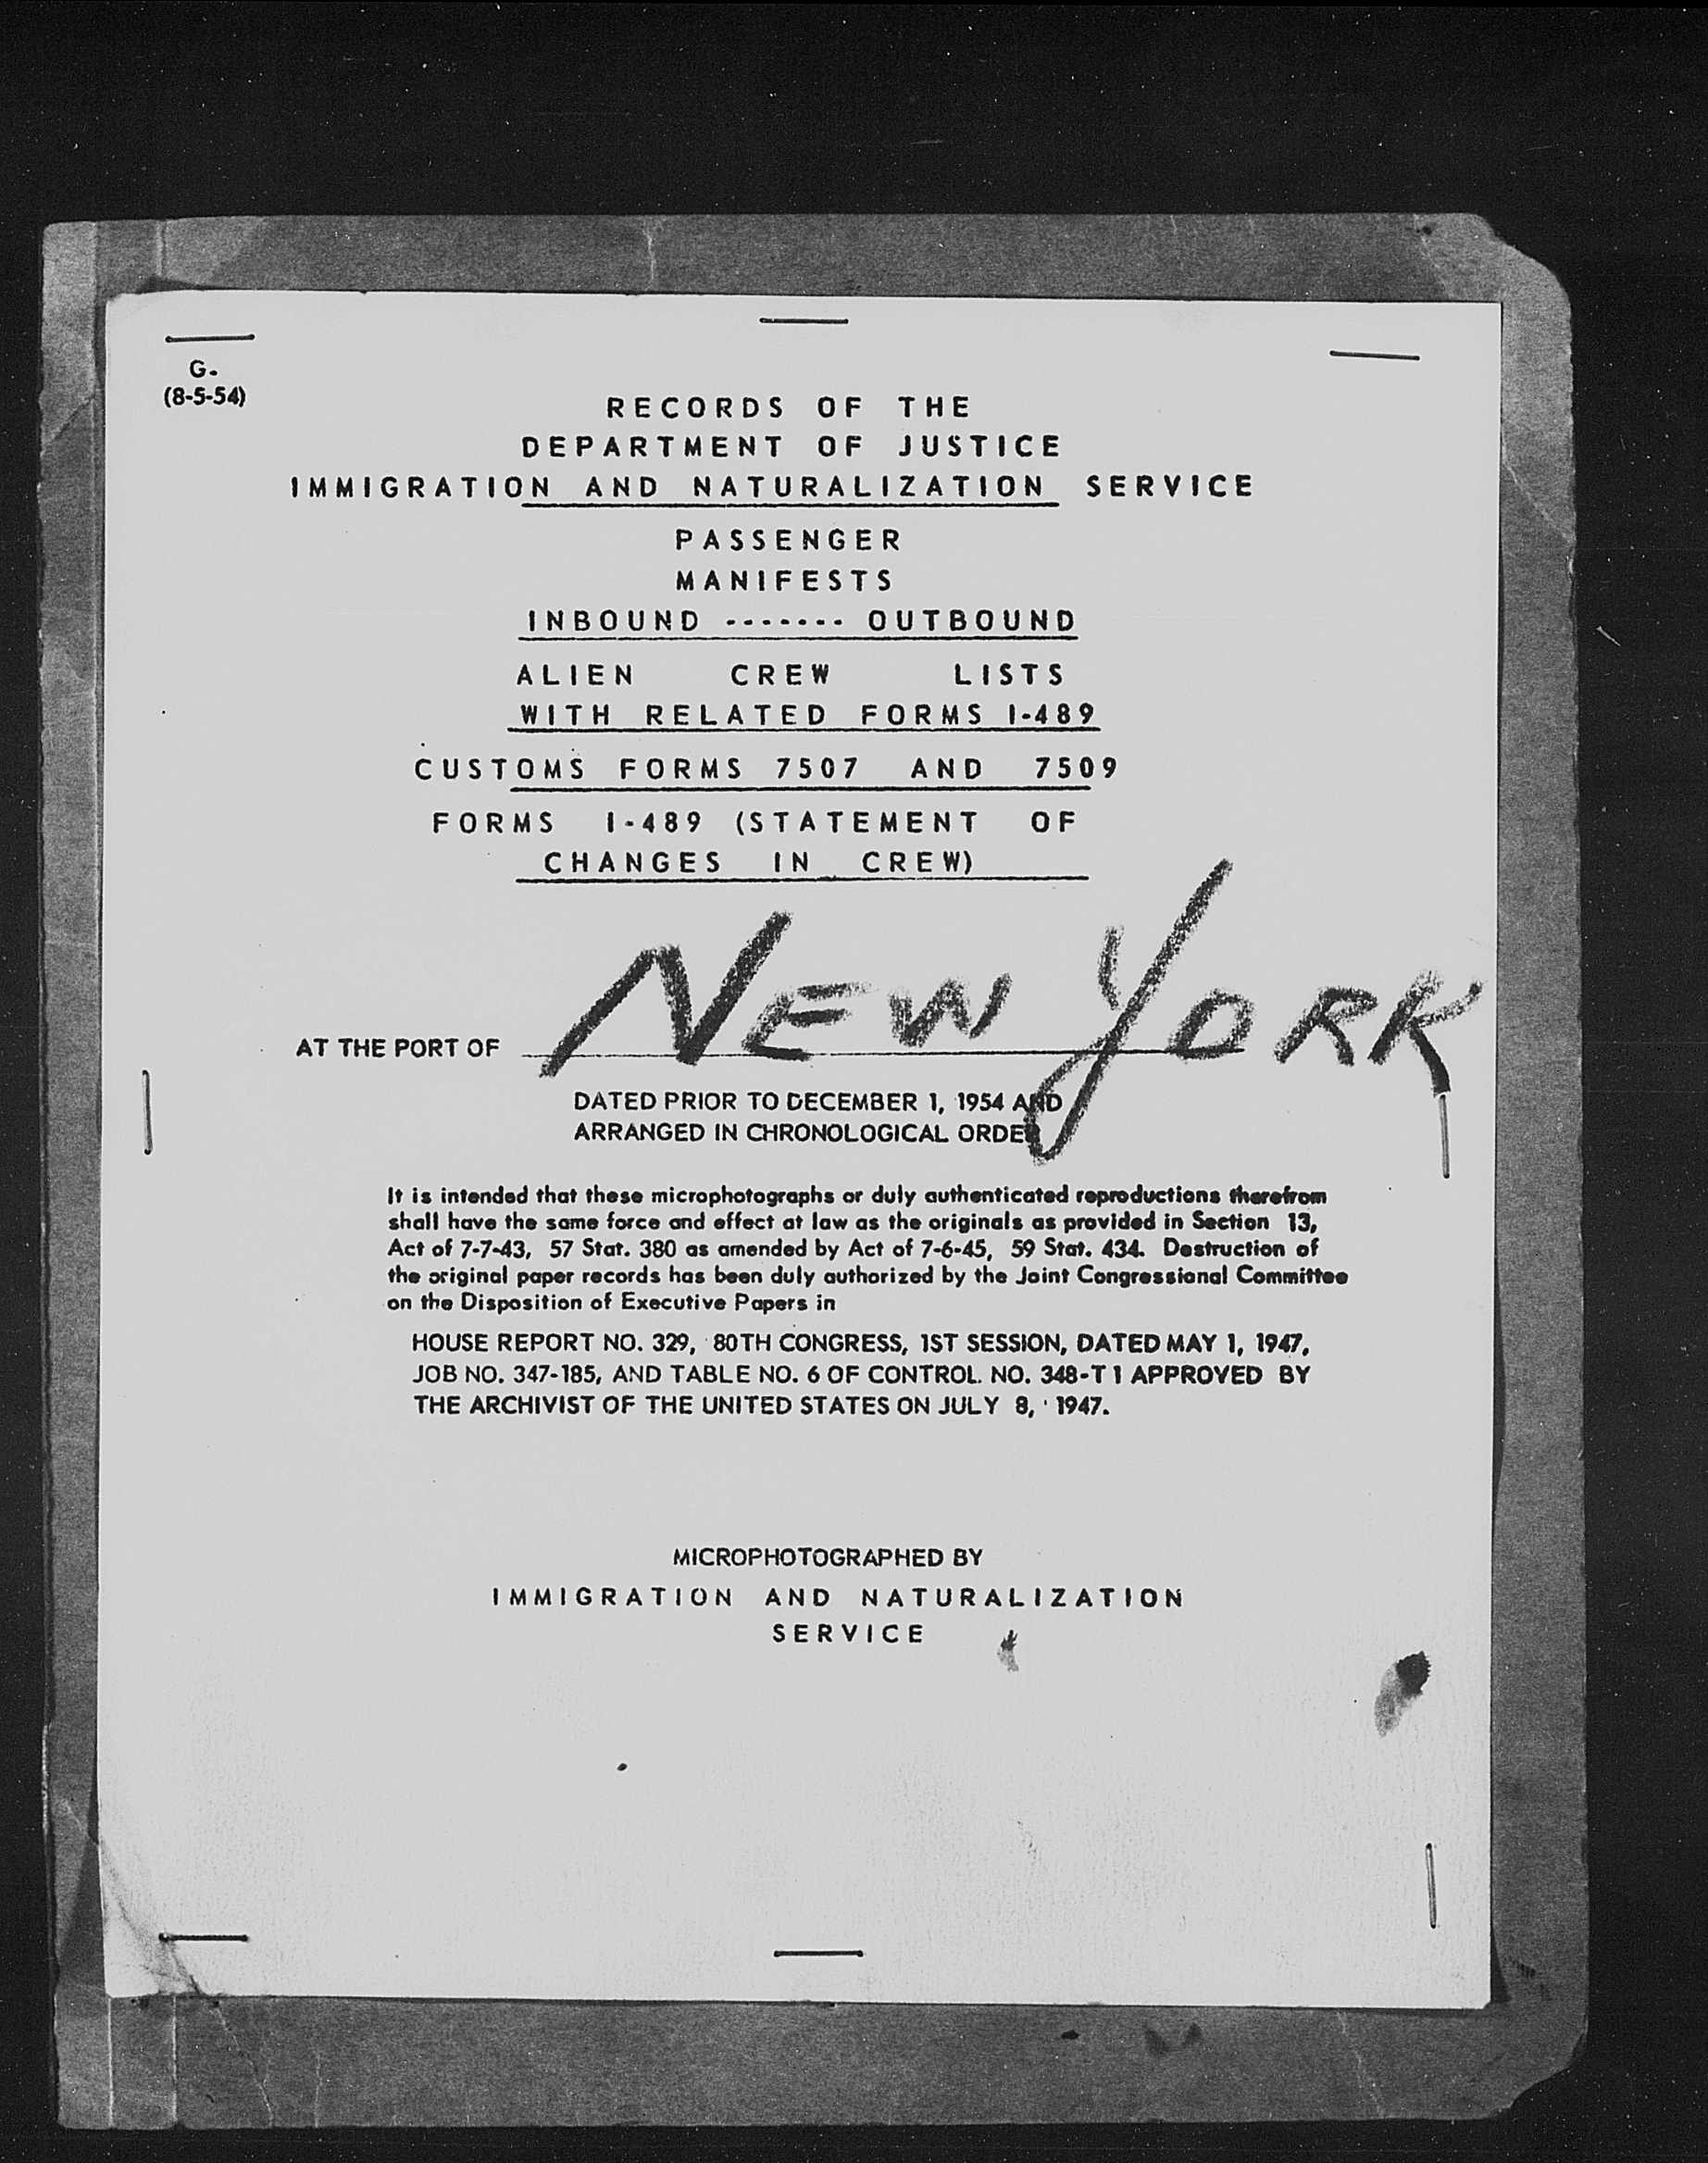 G.
(8-5-54)
RECORDS OF THE
DEPARTMENT OF JUSTICE
IMMIGRATION AND NATURALIZATION SERVICE
PASSENGER
MANIFESTS
INBOUND ------- OUTBOUND
ALIEN CREW LISTS
WITH RELATED FORMS I-489
CUSTOMS FORMS 7507 AND 7509
FORMS I-489 (STATEMENT OF
CHANGES IN CREW)
AT THE PORT OF NEW YORK
DATED PRIOR TO DECEMBER 1, 1954 AND
ARRANGED IN CHRONOLOGICAL ORDER
It is intended that these microphotographs or duly authenticated reproductions therefrom
shall have the same force and effect at law as the originals as provided in Section 13,
Act of 7-7-43, 57 Stat. 380 as amended by Act of 7-6-45, 59 Stat. 434. Destruction of
the original paper records has been duly authorized by the Joint Congressional Committee
on the Disposition of Executive Papers in
HOUSE REPORT NO. 329, 80TH CONGRESS, 1ST SESSION, DATED MAY 1, 1947,
JOB NO. 347-185, AND TABLE NO. 6 OF CONTROL NO. 348-T1 APPROVED BY
THE ARCHIVIST OF THE UNITED STATES ON JULY 8, 1947.
MICROPHOTOGRAPHED BY
IMMIGRATION AND NATURALIZATION
SERVICE